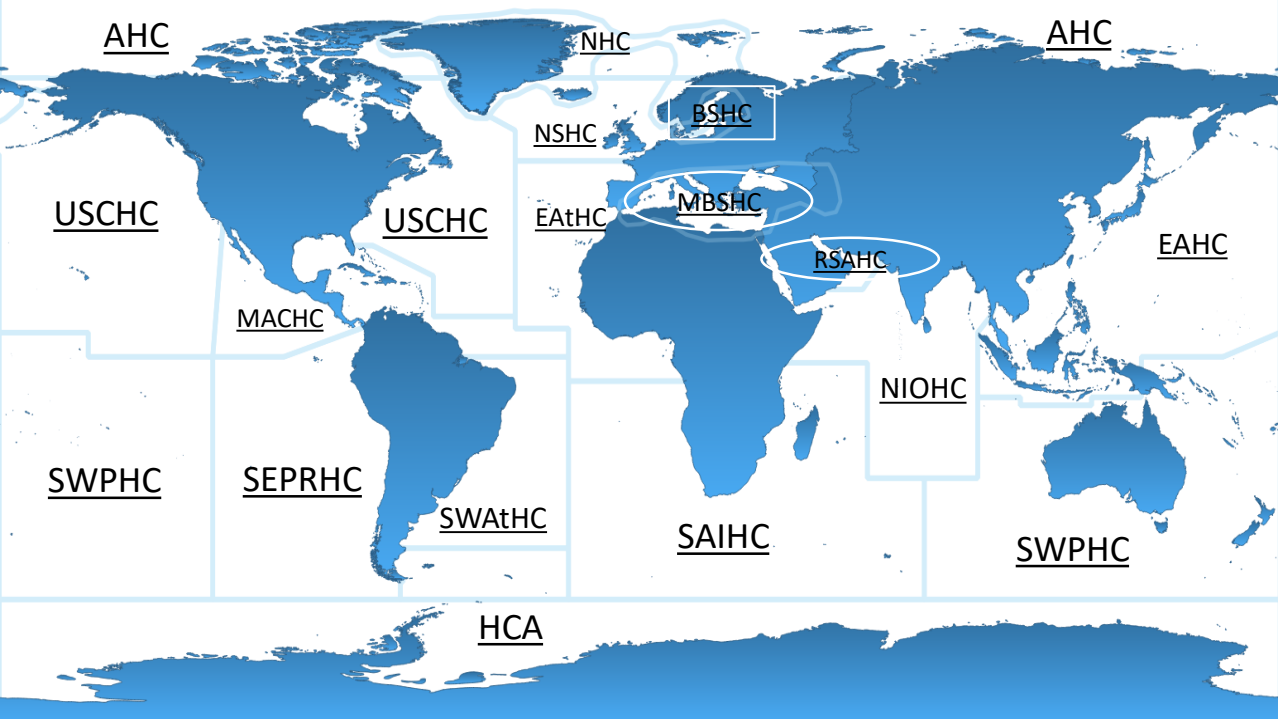 AHC
NHC
AHC
BSHC
NSHC
USCHC
USCHC
MBSHC
EAtHC
EAHC
RSAHC
MACHC
NIOHC
SWPHC
SEPRHC
SWAtHC
SAIHC
SWPHC
HCA